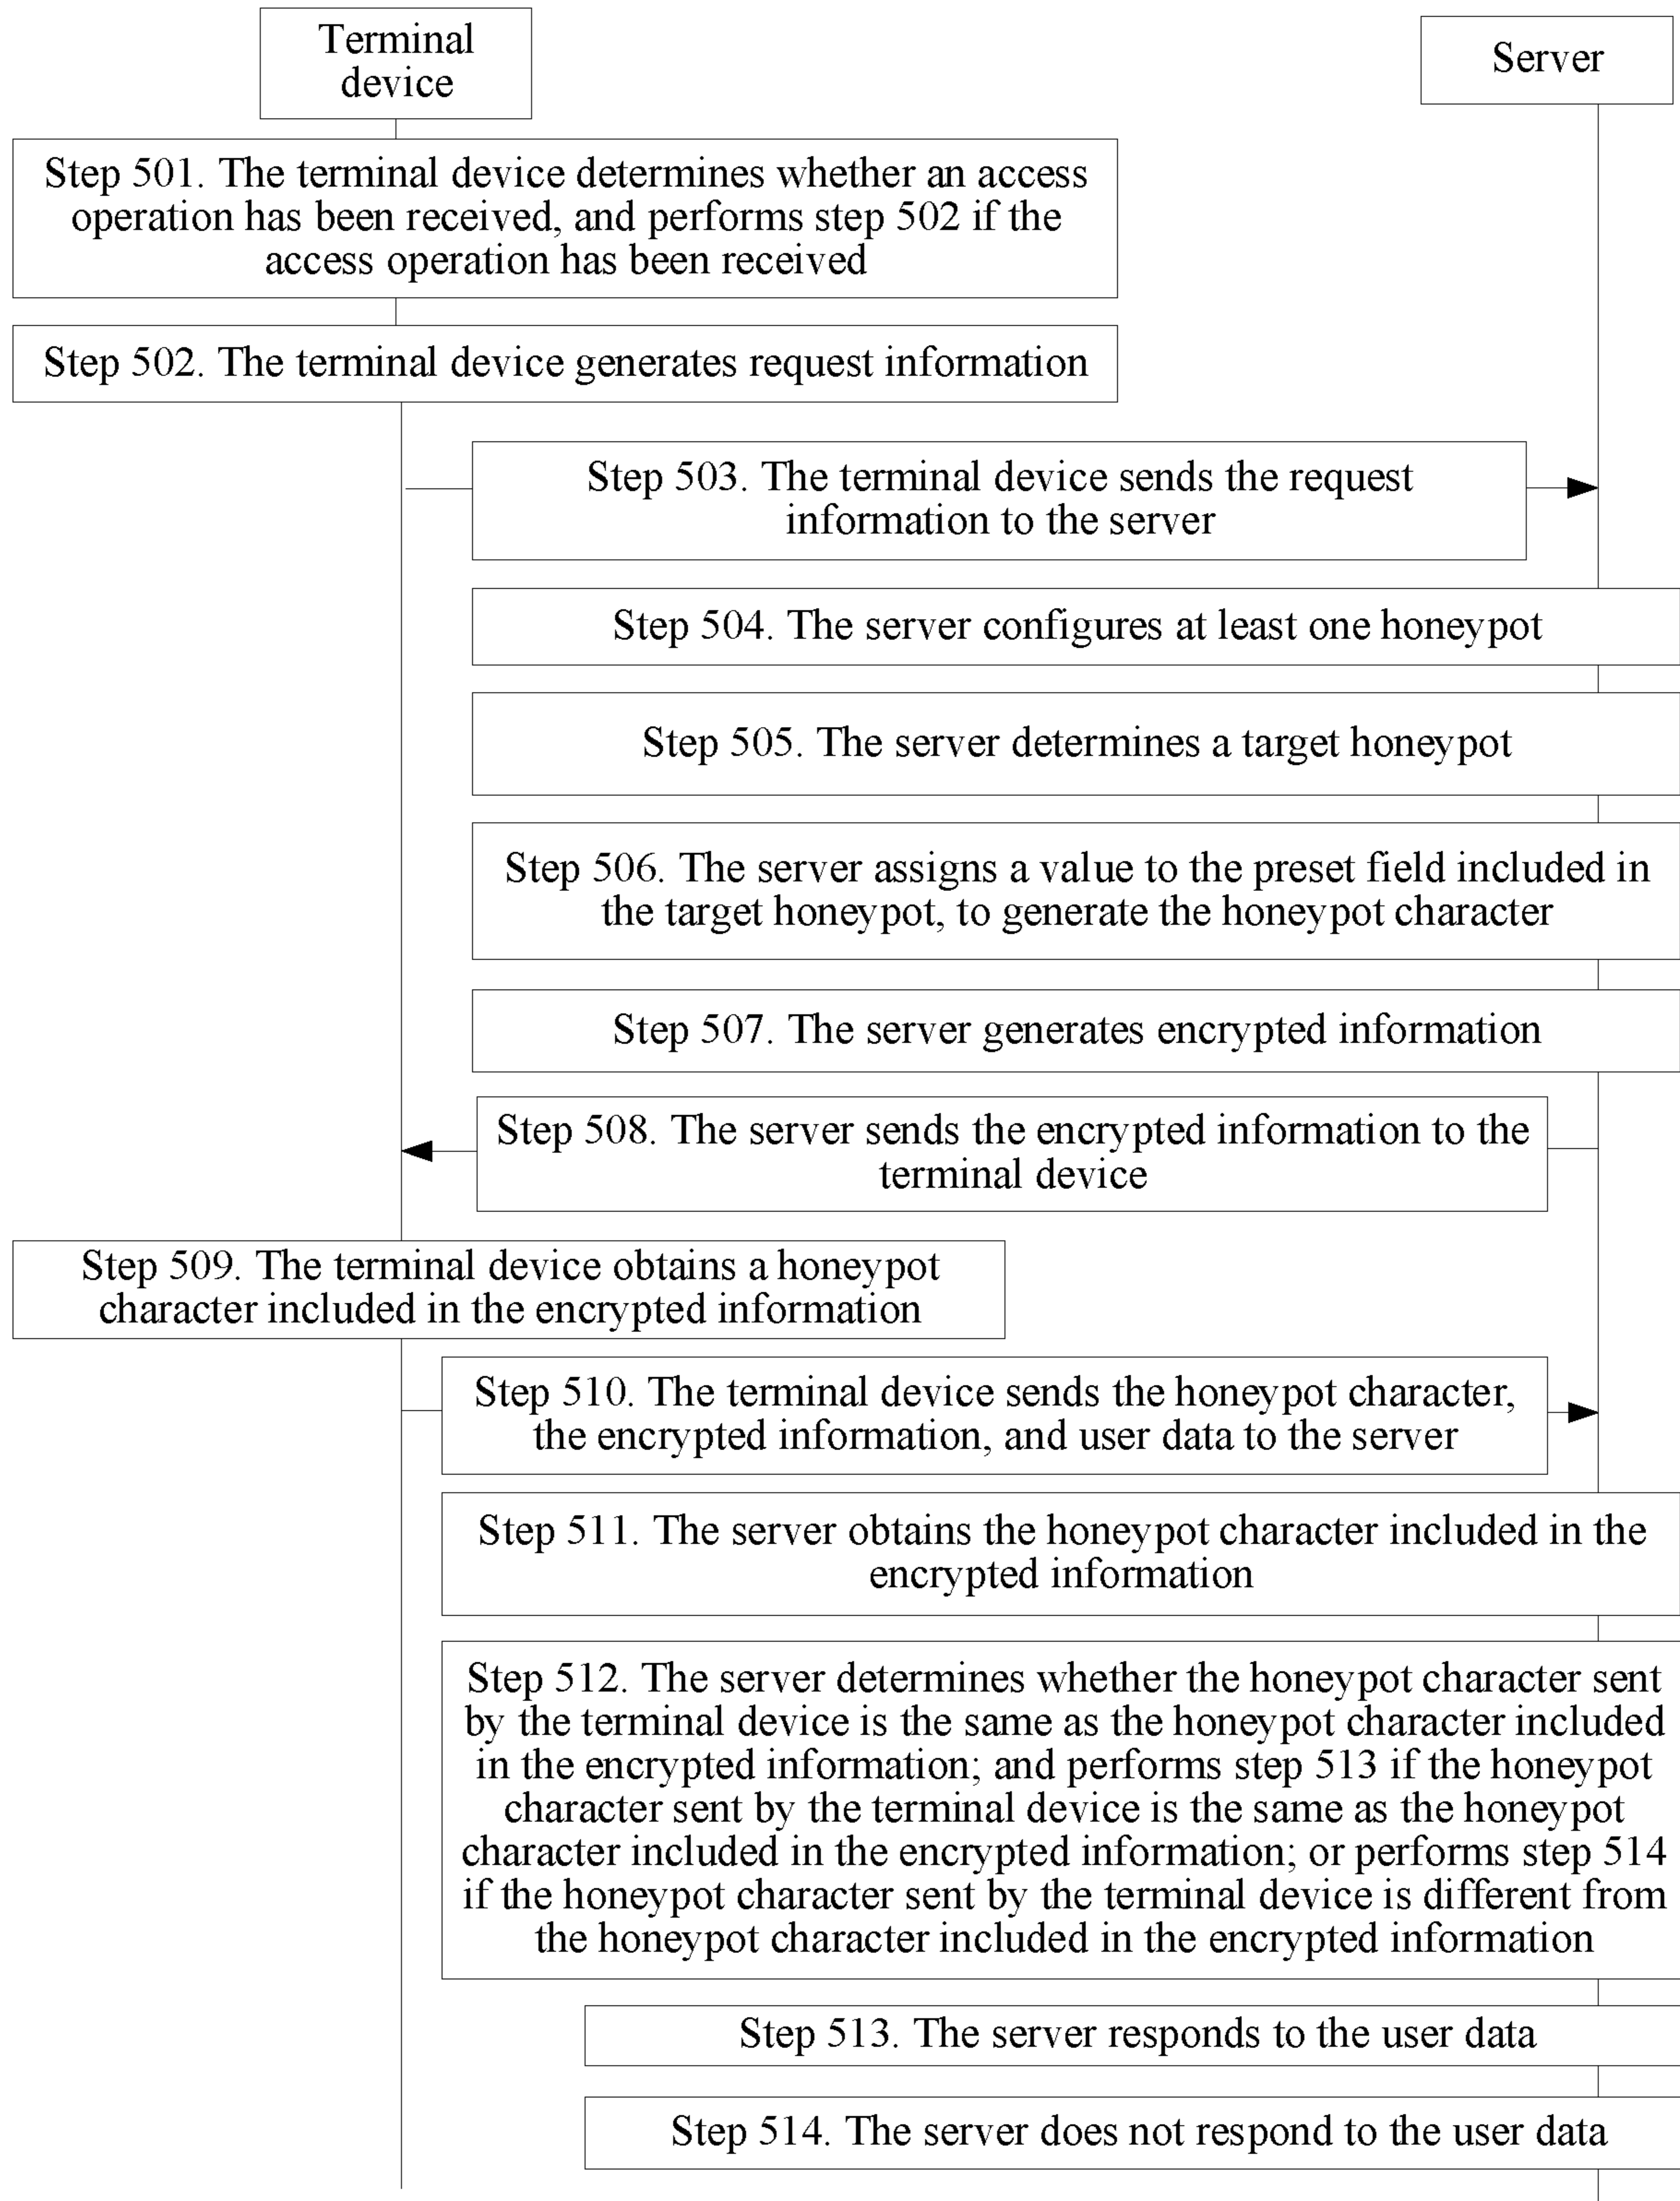 Terminal
device
Server
Step 501. The terminal device determines whether an access
operation has been received, and performs step 502 if the
access operation has been received
Step 502. The terminal device generates request information
Step 503. The terminal device sends the request
information to the server
Step 504. The server configures at least one honeypot
Step 505. The server determines a target honeypot
Step 506. The server assigns a value to the preset field included in
the target honeypot, to generate the honeypot character
Step 507. The server generates encrypted information
Step 508. The server sends the encrypted information to the
terminal device
Step 509. The terminal device obtains a honeypot
character included in the encrypted information
Step 510. The terminal device sends the honeypot character,
the encrypted information, and user data to the server
Step 511. The server obtains the honeypot character included in the
encrypted information
Step 512. The server determines whether the honeypot character sent
by the terminal device is the same as the honeypot character included
in the encrypted information; and performs step 513 if the honeypot
character sent by the terminal device is the same as the honeypot
character included in the encrypted information; or performs step 514
if the honeypot character sent by the terminal device is different from
the honeypot character included in the encrypted information
Step 513. The server responds to the user data
Step 514. The server does not respond to the user data